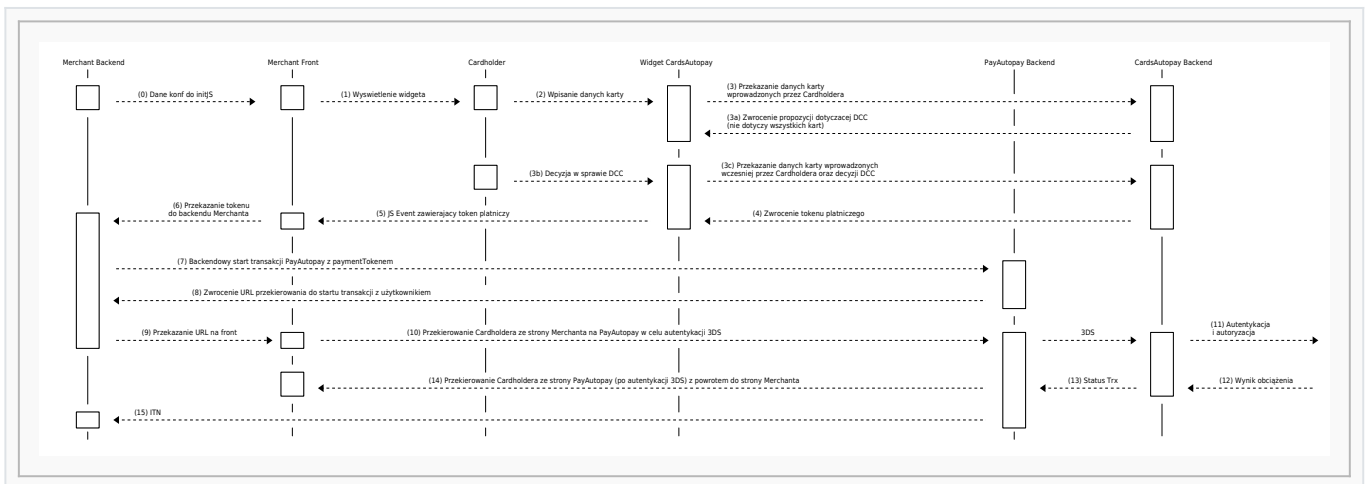 Merchant Backend
Merchant Front
Cardholder
Widget CardsAutopay
PayAutopay Backend
CardsAutopay Backend
(0) Dane konf do initJS
(1) Wyswietlenie widgeta
(2) Wpisanie danych karty
(3) Przekazanie danych karty
wprowadzonych przez Cardholdera
(3a) Zwrocenie propozycji dotyczacej DCC
(nie dotyczy wszystkich kart)
(3b) Decyzja w sprawie DCC
(3c) Przekazanie danych karty wprowadzonych
wczesniej przez Cardholdera oraz decyzji DCC
(6) Przekazanie tokenu
do backendu Merchanta
(5) JS Event zawierajacy token platniczy
(4) Zwrocenie tokenu platniczego
(7) Backendowy start transakcji PayAutopay z paymentTokenem
(8) Zwrocenie URL przekierowania do startu transakcji z użytkownikiem
(9) Przekazanie URL na front
(10) Przekierowanie Cardholdera ze strony Merchanta na PayAutopay w celu autentykacji 3DS
3DS
(11) Autentykacja
i autoryzacja
(14) Przekierowanie Cardholdera ze strony PayAutopay (po autentykacji 3DS) z powrotem do strony Merchanta
(13) Status Trx
(12) Wynik obciążenia
(15) ITN